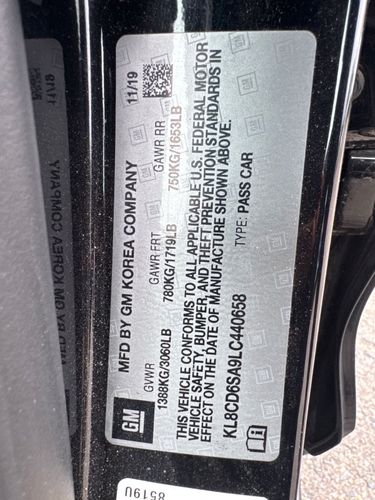 MFD BY GM KOREA COMPANY 11/19
GVWR GAWR FRT GAWR RR
1388KG/3060LB 780KG/1719LB 750KG/1653LB
THIS VEHICLE CONFORMS TO ALL APPLICABLE U.S. FEDERAL MOTOR
VEHICLE SAFETY, BUMPER, AND THEFT PREVENTION STANDARDS IN
EFFECT ON THE DATE OF MANUFACTURE SHOWN ABOVE.
KL8CD6SA9LC440658 TYPE: PASS CAR
GM
8519U